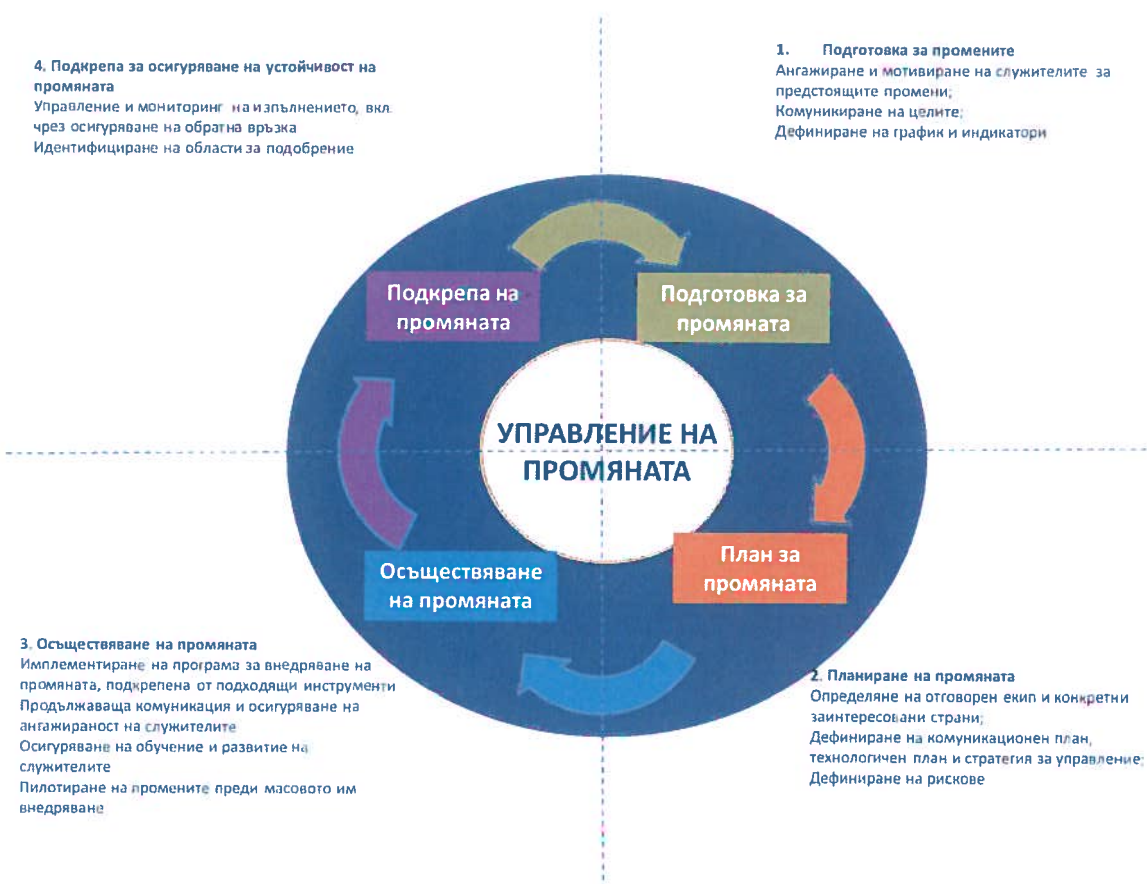 4. Подкрепа за осигуряване на устойчивост на
промяната
Управление и мониторинг на изпълнението, вкл.
чрез осигуряване на обратна връзка
Идентифициране на области за подобрение
1. Подготовка за промените
Ангажиране и мотивиране на служителите за
предстоящите промени;
Комуникиране на целите;
Дефиниране на график и индикатори
Подкрепа на
промяната
Подготовка за
промяната
УПРАВЛЕНИЕ НА
ПРОМЯНАТА
Осъществяване
на промяната
План за
промяната
3. Осъществяване на промяната
Имплементиране на програма за внедряване на
промяната, подкрепена от подходящи инструменти
Продължаваща комуникация и осигуряване на
ангажираност на служителите
Осигуряване на обучение и развитие на
служителите
Пилотиране на промените преди масовото им
внедряване
2. Планиране на промяната
Определяне на отговорен екип и конкретни
заинтересовани страни;
Дефиниране на комуникационен план,
технологичен план и стратегия за управление;
Дефиниране на рискове